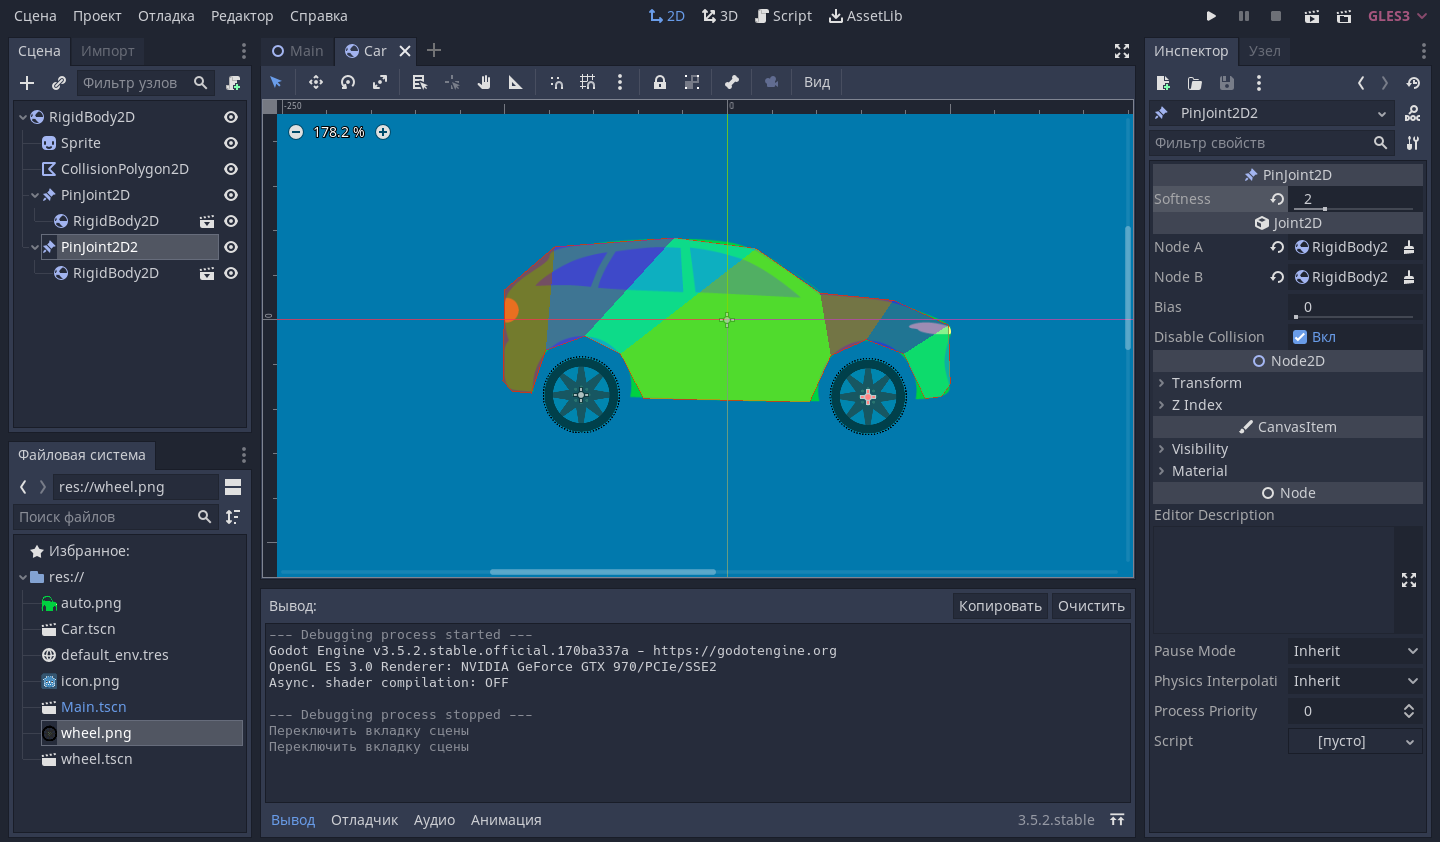 Сцена Проект Отладка Редактор Справка 2D 3D Script AssetLib GLES3
Сцена Импорт
Фильтр узлов
RigidBody2D
Sprite
CollisionPolygon2D
PinJoint2D
RigidBody2D
PinJoint2D2
RigidBody2D
Файловая система
res://wheel.png
Поиск файлов
Избранное:
res://
auto.png
Car.tscn
default_env.tres
icon.png
Main.tscn
wheel.png
wheel.tscn
Main Car
Вид
-250 0
0
178.2 %
Вывод: Копировать Очистить
--- Debugging process started ---
Godot Engine v3.5.2.stable.official.170ba337a - https://godotengine.org
OpenGL ES 3.0 Renderer: NVIDIA GeForce GTX 970/PCIe/SSE2
Async. shader compilation: OFF
--- Debugging process stopped ---
Переключить вкладку сцены
Переключить вкладку сцены
Вывод Отладчик Аудио Анимация 3.5.2.stable
Инспектор Узел
PinJoint2D2
Фильтр свойств
PinJoint2D
Softness 2
Joint2D
Node A RigidBody2
Node B RigidBody2
Bias 0
Disable Collision Вкл
Node2D
Transform
Z Index
CanvasItem
Visibility
Material
Node
Editor Description
Pause Mode Inherit
Physics Interpolati Inherit
Process Priority 0
Script [пусто]